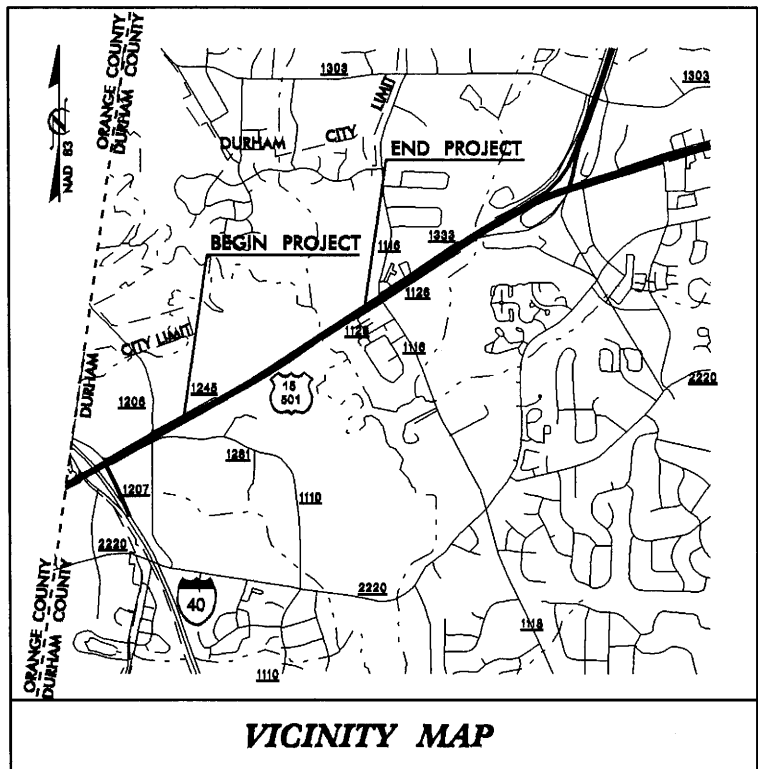 1303
1303
ORANGE COUNTY
DURHAM COUNTY
NAD 83
DURHAM CITY LIMIT
END PROJECT
BEGIN PROJECT
1116
1333
1126
1126
1116
CITY LIMIT
DURHAM
1206
1245
15
501
2220
1261
1207
1110
2220
2220
40
1116
1110
ORANGE COUNTY
DURHAM COUNTY
VICINITY MAP